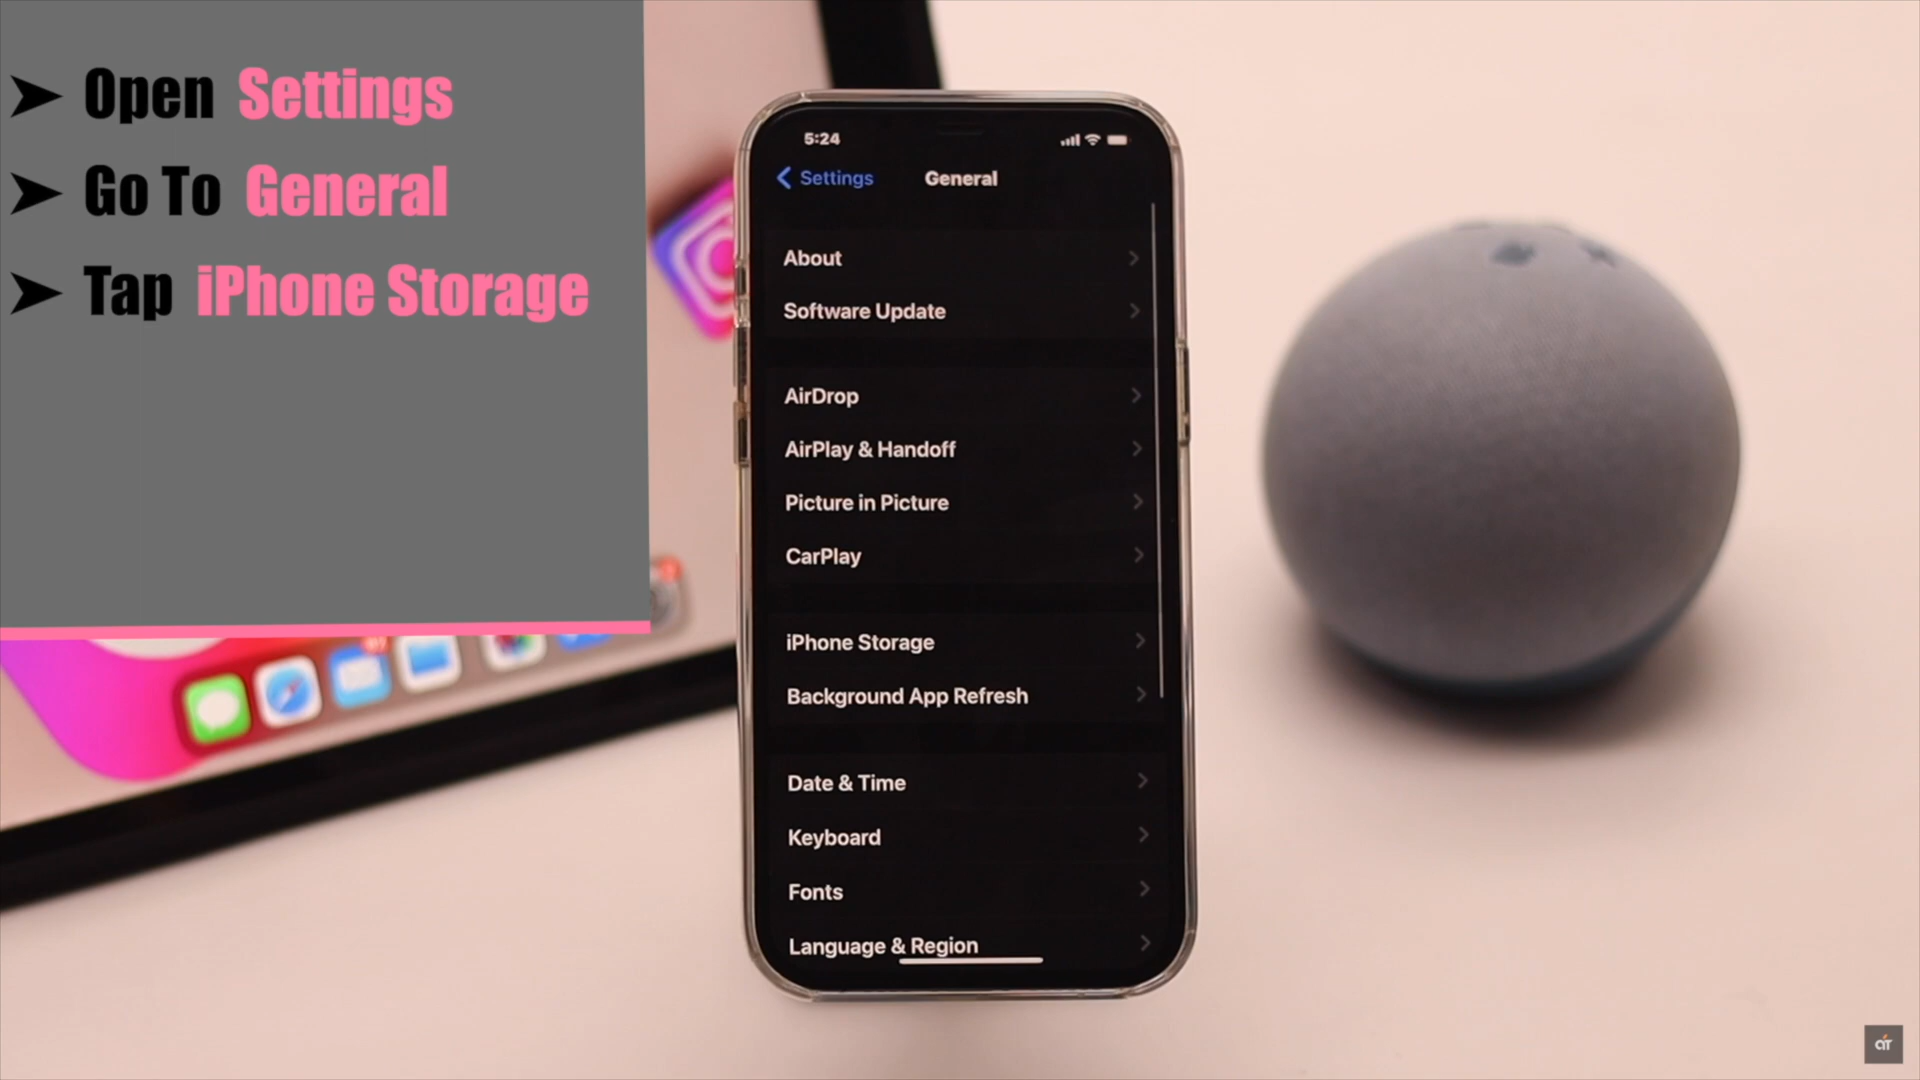 ➤ Open Settings
➤ Go To General
➤ Tap iPhone Storage
5:24
Settings
General
About
Software Update
AirDrop
AirPlay & Handoff
Picture in Picture
CarPlay
iPhone Storage
Background App Refresh
Date & Time
Keyboard
Fonts
Language & Region